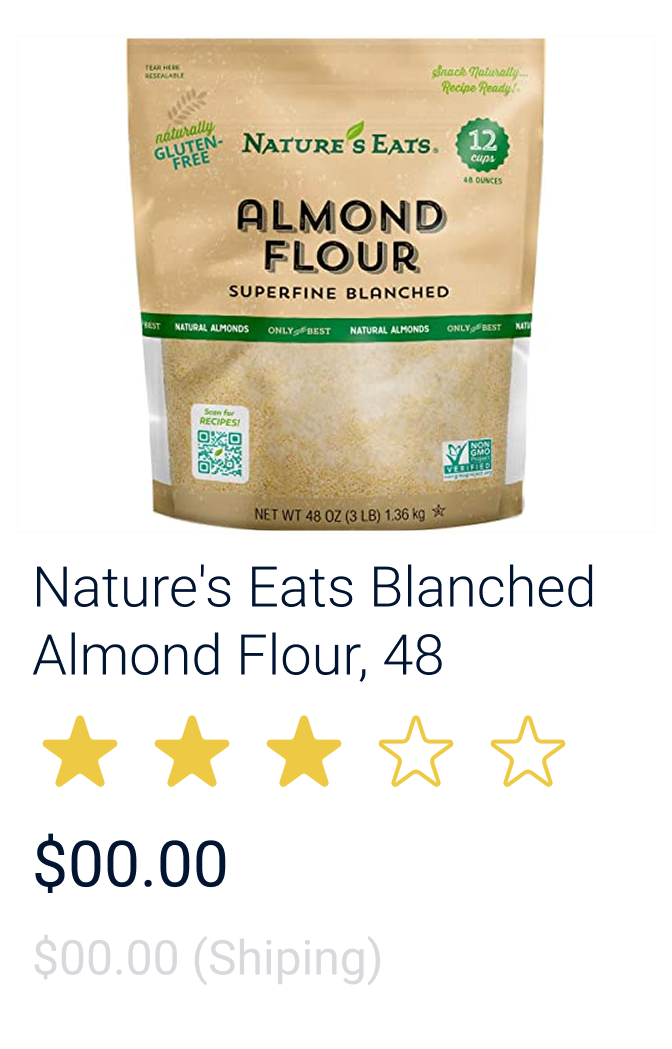 TEAR HERE
RESEALABLE
Snack Naturally...
Recipe Ready!
naturally
GLUTEN-
FREE
NATURE'S EATS
12
cups
48 OUNCES
ALMOND
FLOUR
SUPERFINE BLANCHED
BEST NATURAL ALMONDS ONLY the BEST NATURAL ALMONDS ONLY the BEST NATU
Scan for
RECIPES!
NON
GMO
Project
VERIFIED
NET WT 48 OZ (3 LB) 1.36 kg
Nature's Eats Blanched
Almond Flour, 48
$00.00
$00.00 (Shiping)